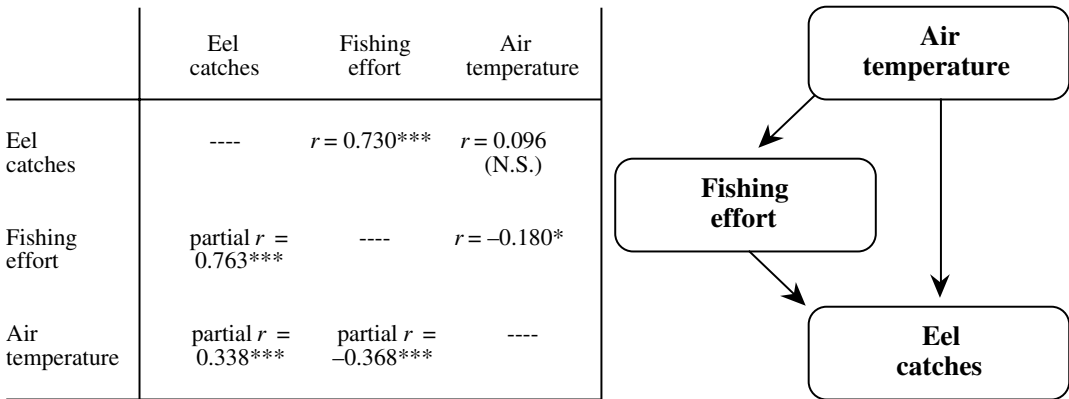 Eel Fishing Air
catches effort temperature
Eel ---- r = 0.730*** r = 0.096
catches (N.S.)
Fishing partial r = ---- r = –0.180*
effort 0.763***
Air partial r = partial r = ----
temperature 0.338*** –0.368***
Air
temperature
Fishing
effort
Eel
catches